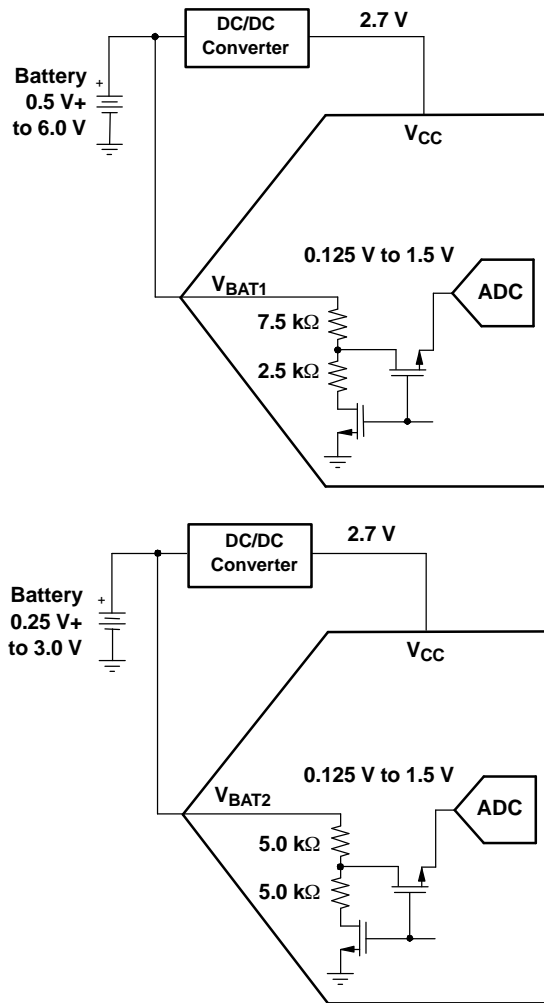 DC/DC
Converter
2.7 V
Battery
0.5 V+
to 6.0 V
+
VCC
0.125 V to 1.5 V
ADC
VBAT1
7.5 kΩ
2.5 kΩ
DC/DC
Converter
2.7 V
Battery
0.25 V+
to 3.0 V
+
VCC
0.125 V to 1.5 V
ADC
VBAT2
5.0 kΩ
5.0 kΩ